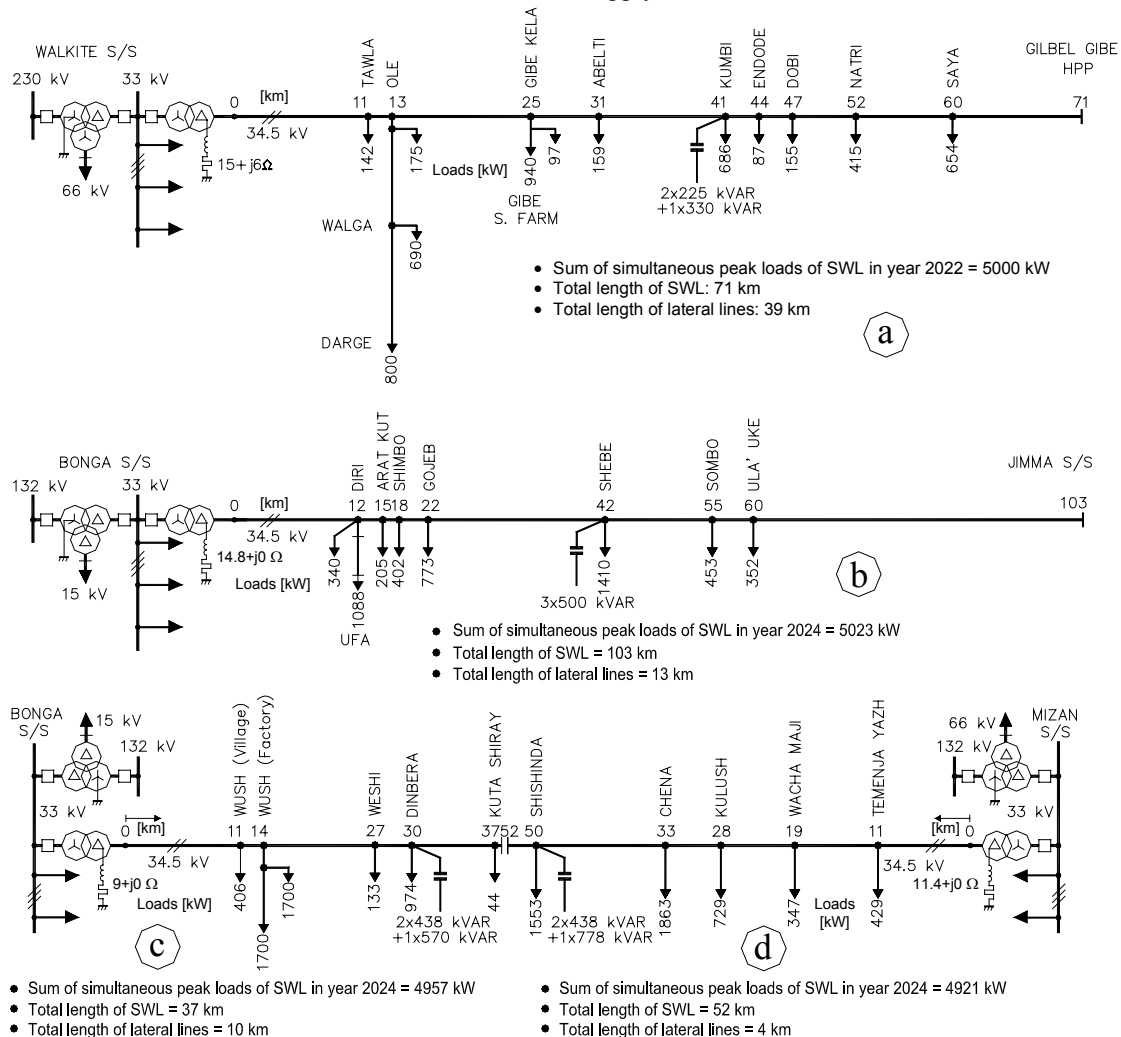 WALKITE S/S
230 kV
33 kV
0
[km]
34.5 kV
15+j6Ω
66 kV
TAWLA
OLE
GIBE KELA
ABELTI
KUMBI
ENDODE
DOBI
NATRI
SAYA
GILBEL GIBE
HPP
11
13
25
31
41
44
47
52
60
71
142
175
Loads [kW]
940
97
159
686
87
155
415
654
GIBE
S. FARM
2x225 kVAR
+1x330 kVAR
WALGA
690
DARGE
800
• Sum of simultaneous peak loads of SWL in year 2022 = 5000 kW
• Total length of SWL: 71 km
• Total length of lateral lines: 39 km
a
BONGA S/S
132 kV
33 kV
0
[km]
34.5 kV
14.8+j0 Ω
15 kV
Loads [kW]
DIRI
ARAT KUT
SHIMBO
GOJEB
SHEBE
SOMBO
ULA' UKE
JIMMA S/S
12
15
18
22
42
55
60
103
340
1088
205
402
773
1410
453
352
UFA
3x500 kVAR
b
• Sum of simultaneous peak loads of SWL in year 2024 = 5023 kW
• Total length of SWL = 103 km
• Total length of lateral lines = 13 km
BONGA
S/S
15 kV
132 kV
33 kV
0
[km]
34.5 kV
9+j0 Ω
Loads [kW]
WUSH (Village)
WUSH (Factory)
WESHI
DINBERA
KUTA SHIRAY
SHISHINDA
CHENA
KULUSH
WACHA MAJI
TEMENJA YAZH
66 kV
132 kV
MIZAN
S/S
33 kV
11
14
27
30
37
52
50
33
28
19
11
[km]
0
34.5 kV
11.4+j0 Ω
406
1700
1700
133
974
44
1553
1863
729
347
429
Loads
[kW]
2x438 kVAR
+1x570 kVAR
2x438 kVAR
+1x778 kVAR
c
d
• Sum of simultaneous peak loads of SWL in year 2024 = 4957 kW
• Total length of SWL = 37 km
• Total length of lateral lines = 10 km
• Sum of simultaneous peak loads of SWL in year 2024 = 4921 kW
• Total length of SWL = 52 km
• Total length of lateral lines = 4 km